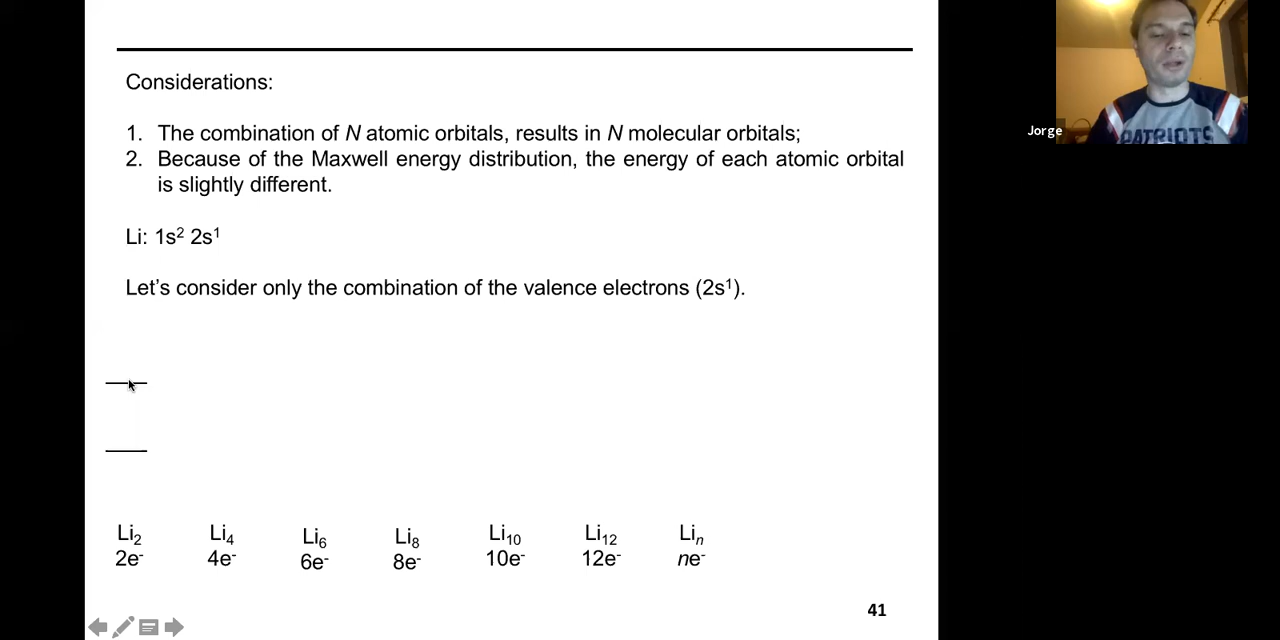 Considerations:
1. The combination of N atomic orbitals, results in N molecular orbitals;
2. Because of the Maxwell energy distribution, the energy of each atomic orbital
is slightly different.
Li: 1s² 2s¹
Let’s consider only the combination of the valence electrons (2s¹).
Li₂ Li₄ Li₆ Li₈ Li₁₀ Li₁₂ Liₙ
2e⁻ 4e⁻ 6e⁻ 8e⁻ 10e⁻ 12e⁻ ne⁻
41
Jorge
PATRIOTS